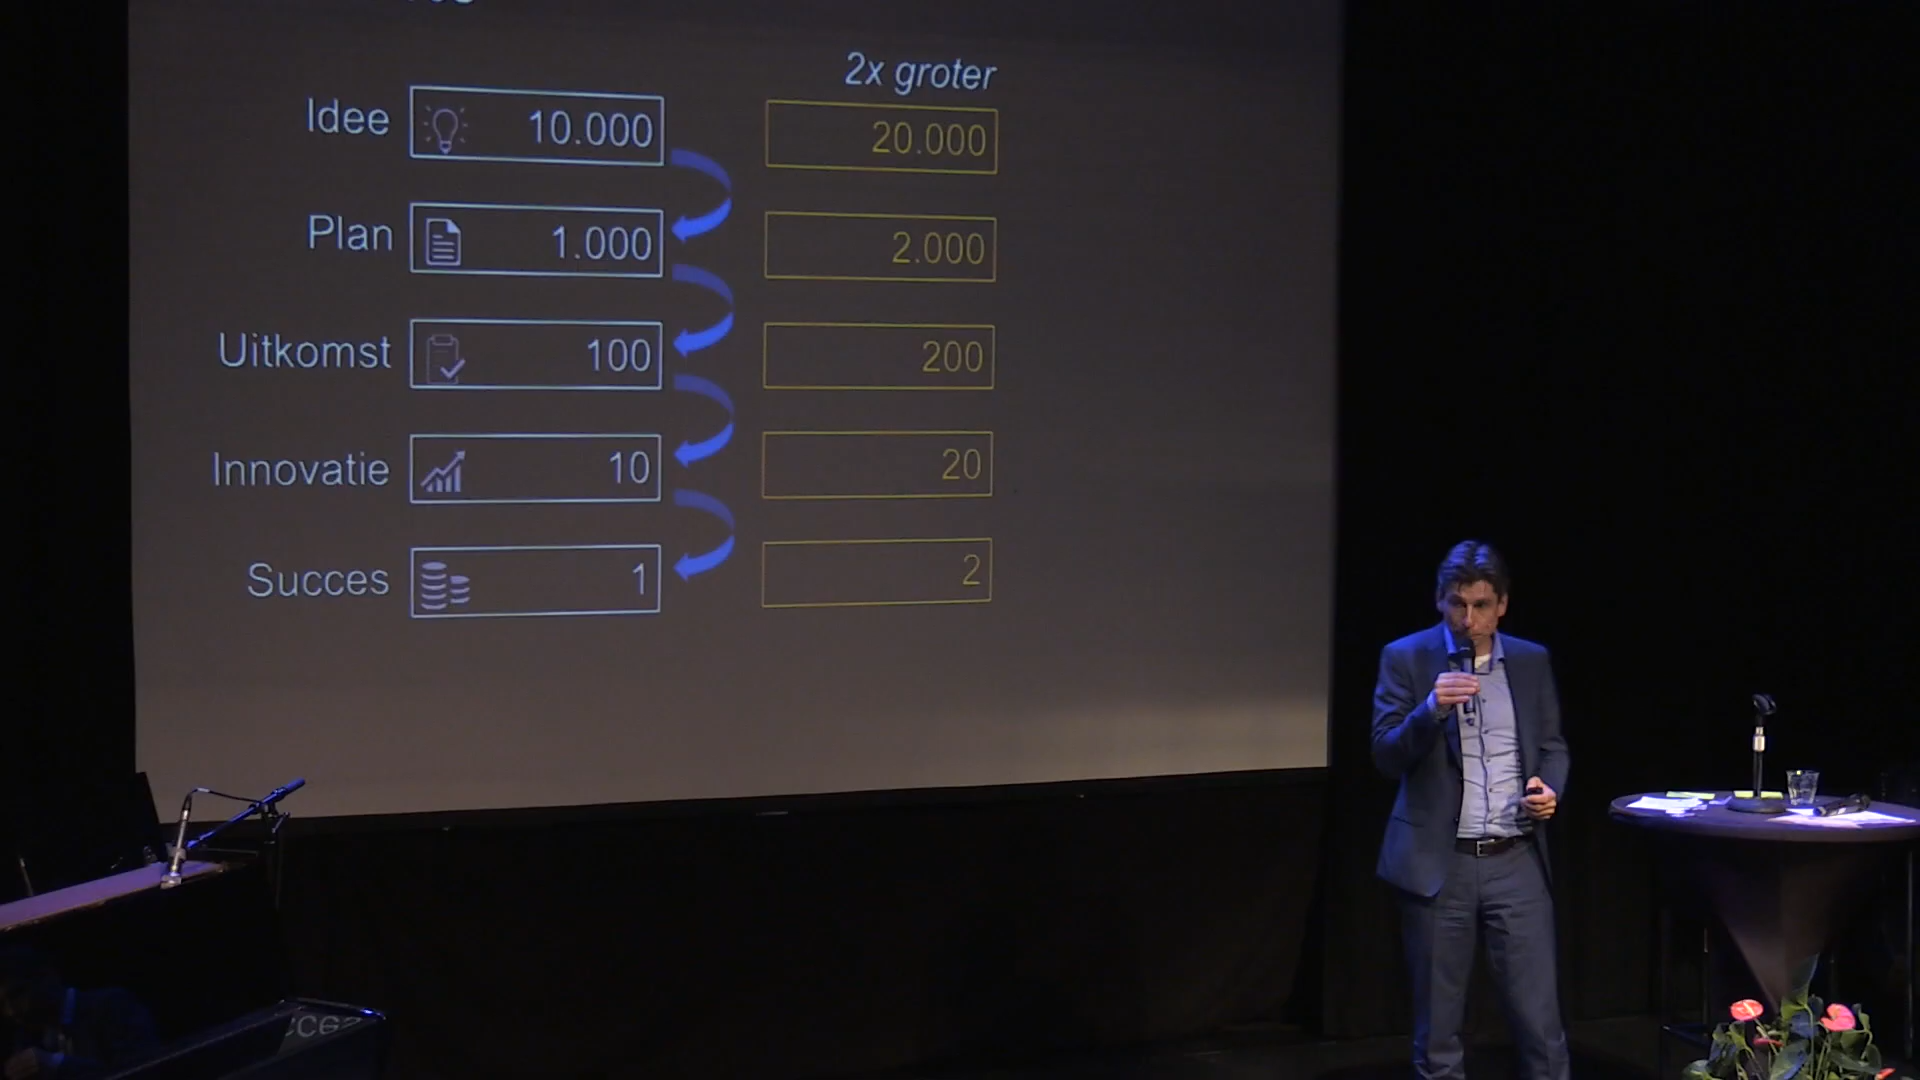 2x groter
Idee 10.000 20.000
Plan 1.000 2.000
Uitkomst 100 200
Innovatie 10 20
Succes 1 2